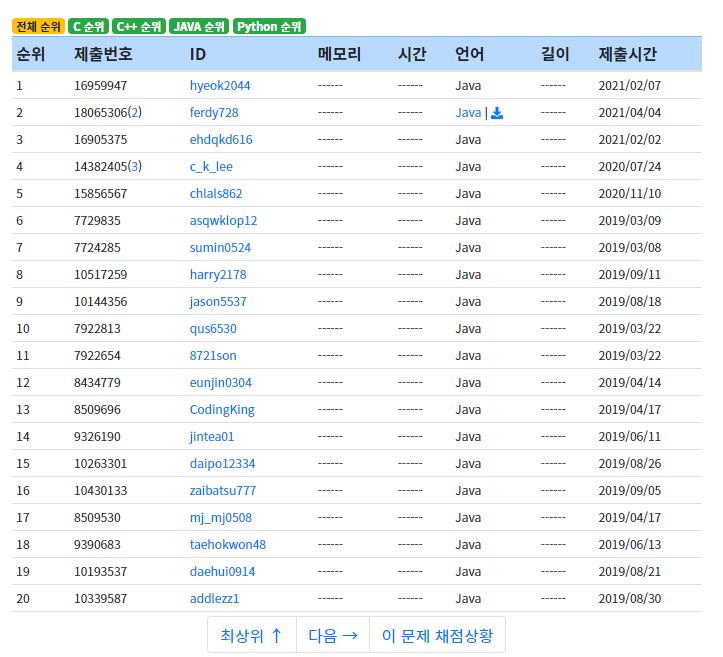 전체 순위 C 순위 C++ 순위 JAVA 순위 Python 순위
순위 제출번호 ID 메모리 시간 언어 길이 제출시간
1 16959947 hyeok2044 ------ ------ Java ------ 2021/02/07
2 18065306(2) ferdy728 ------ ------ Java | ------ 2021/04/04
3 16905375 ehdqkd616 ------ ------ Java ------ 2021/02/02
4 14382405(3) c_k_lee ------ ------ Java ------ 2020/07/24
5 15856567 chlals862 ------ ------ Java ------ 2020/11/10
6 7729835 asqwklop12 ------ ------ Java ------ 2019/03/09
7 7724285 sumin0524 ------ ------ Java ------ 2019/03/08
8 10517259 harry2178 ------ ------ Java ------ 2019/09/11
9 10144356 jason5537 ------ ------ Java ------ 2019/08/18
10 7922813 qus6530 ------ ------ Java ------ 2019/03/22
11 7922654 8721son ------ ------ Java ------ 2019/03/22
12 8434779 eunjin0304 ------ ------ Java ------ 2019/04/14
13 8509696 CodingKing ------ ------ Java ------ 2019/04/17
14 9326190 jintea01 ------ ------ Java ------ 2019/06/11
15 10263301 daipo12334 ------ ------ Java ------ 2019/08/26
16 10430133 zaibatsu777 ------ ------ Java ------ 2019/09/05
17 8509530 mj_mj0508 ------ ------ Java ------ 2019/04/17
18 9390683 taehokwon48 ------ ------ Java ------ 2019/06/13
19 10193537 daehui0914 ------ ------ Java ------ 2019/08/21
20 10339587 addlezz1 ------ ------ Java ------ 2019/08/30
최상위 ↑ 다음 → 이 문제 채점상황